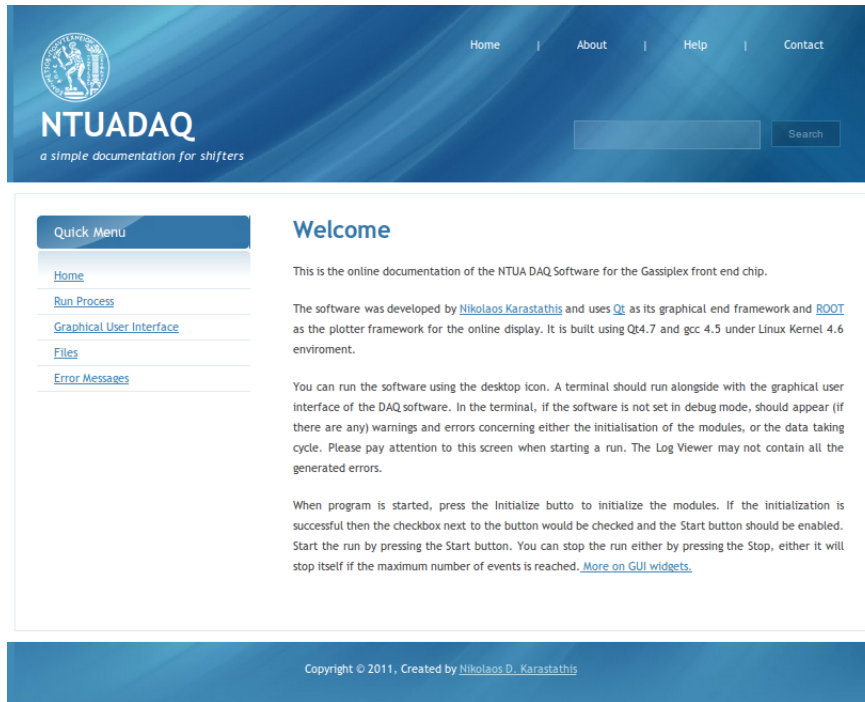 Home | About | Help | Contact
NTUADAQ
a simple documentation for shifters
Search
Quick Menu
Home
Run Process
Graphical User Interface
Files
Error Messages
Welcome
This is the online documentation of the NTUA DAQ Software for the Gassiplex front end chip.
The software was developed by Nikolaos Karastathis and uses Qt as its graphical end framework and ROOT
as the plotter framework for the online display. It is built using Qt4.7 and gcc 4.5 under Linux Kernel 4.6
enviroment.
You can run the software using the desktop icon. A terminal should run alongside with the graphical user
interface of the DAQ software. In the terminal, if the software is not set in debug mode, should appear (if
there are any) warnings and errors concerning either the initialisation of the modules, or the data taking
cycle. Please pay attention to this screen when starting a run. The Log Viewer may not contain all the
generated errors.
When program is started, press the Initialize butto to initialize the modules. If the initialization is
successful then the checkbox next to the button would be checked and the Start button should be enabled.
Start the run by pressing the Start button. You can stop the run either by pressing the Stop, either it will
stop itself if the maximum number of events is reached. More on GUI widgets.
Copyright © 2011, Created by Nikolaos D. Karastathis